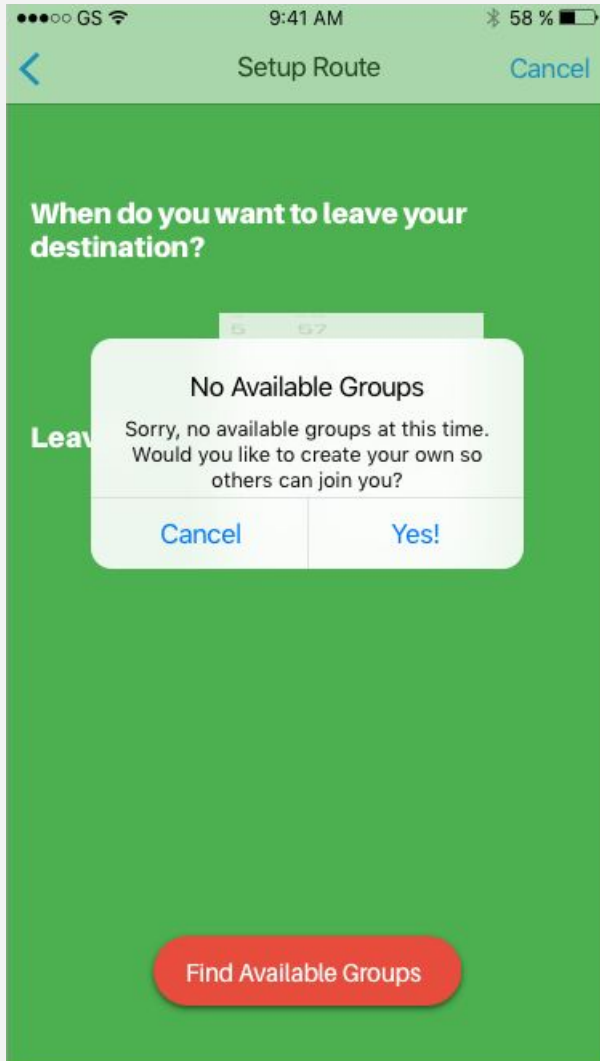 GS 9:41 AM 58 %
Setup Route Cancel
When do you want to leave your
destination?
5 57
No Available Groups
Sorry, no available groups at this time.
Would you like to create your own so
others can join you?
Leav
Cancel Yes!
Find Available Groups